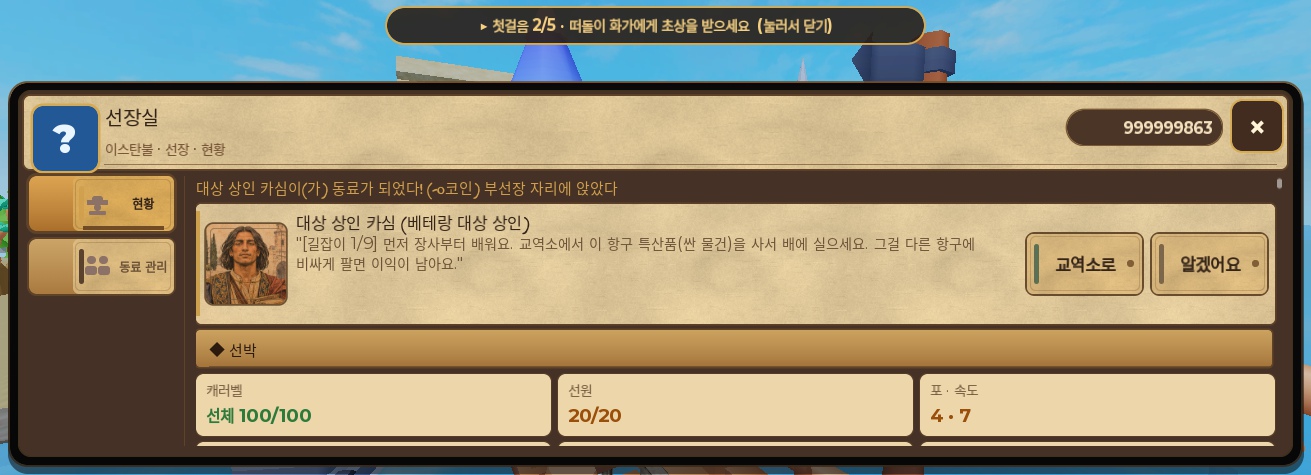 ▸ 첫걸음 2/5 · 떠돌이 화가에게 초상을 받으세요 (눌러서 닫기)
?
선장실
이스탄불 · 선장 · 현황
999999863
×
현황
동료 관리
대상 상인 카심이(가) 동료가 되었다! (-0코인) 부선장 자리에 앉았다
대상 상인 카심 (베테랑 대상 상인)
"[길잡이 1/9] 먼저 장사부터 배워요. 교역소에서 이 항구 특산품(싼 물건)을 사서 배에 실으세요. 그걸 다른 항구에
비싸게 팔면 이익이 남아요."
교역소로
알겠어요
◆ 선박
캐러벨
선체 100/100
선원
20/20
포 · 속도
4 · 7